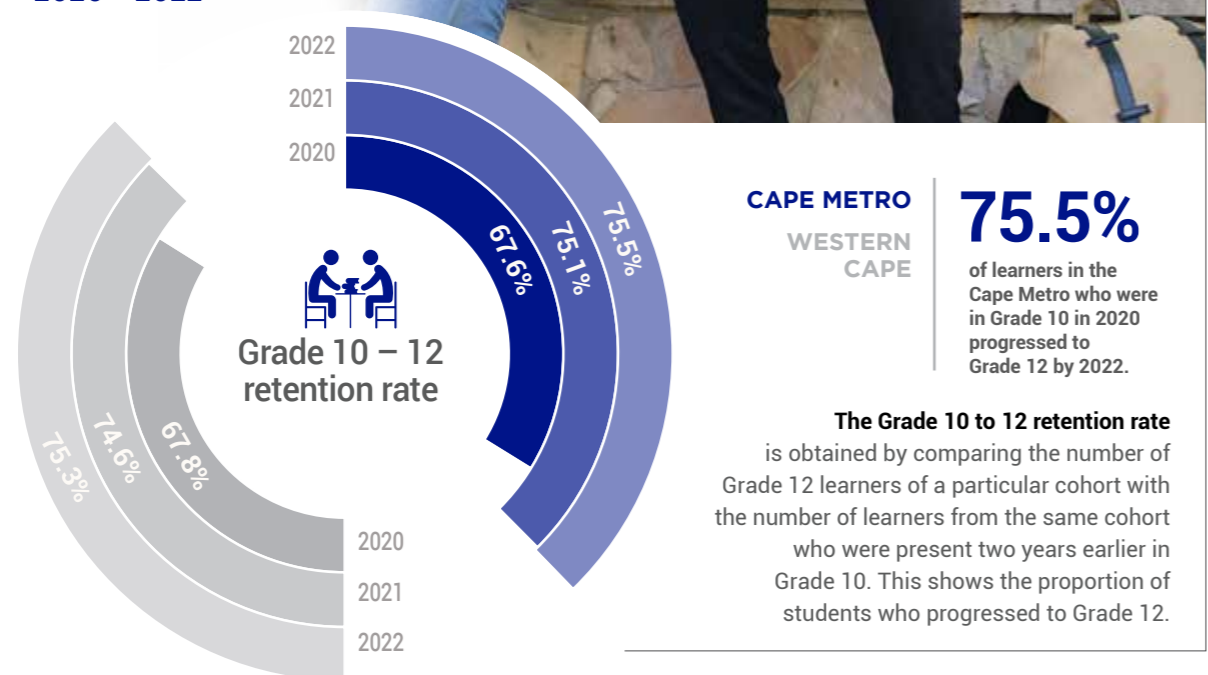 2022
2021
2020
75.5%
75.1%
67.6%
Grade 10 – 12
retention rate
67.8%
74.6%
75.3%
2020
2021
2022
CAPE METRO
WESTERN
CAPE
75.5%
of learners in the
Cape Metro who were
in Grade 10 in 2020
progressed to
Grade 12 by 2022.
The Grade 10 to 12 retention rate
is obtained by comparing the number of
Grade 12 learners of a particular cohort with
the number of learners from the same cohort
who were present two years earlier in
Grade 10. This shows the proportion of
students who progressed to Grade 12.